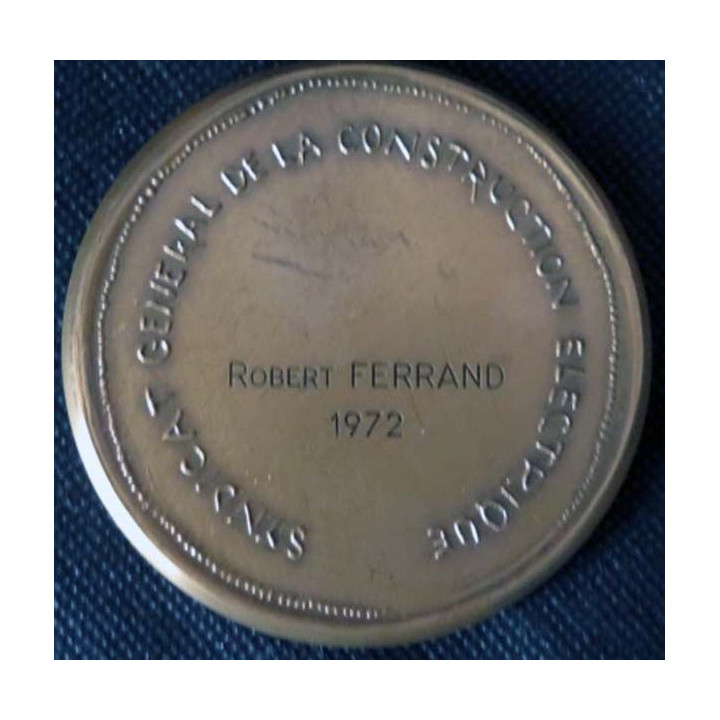 SYNDICAT GENERAL DE LA CONSTRUCTION ELECTRIQUE
ROBERT FERRAND
1972